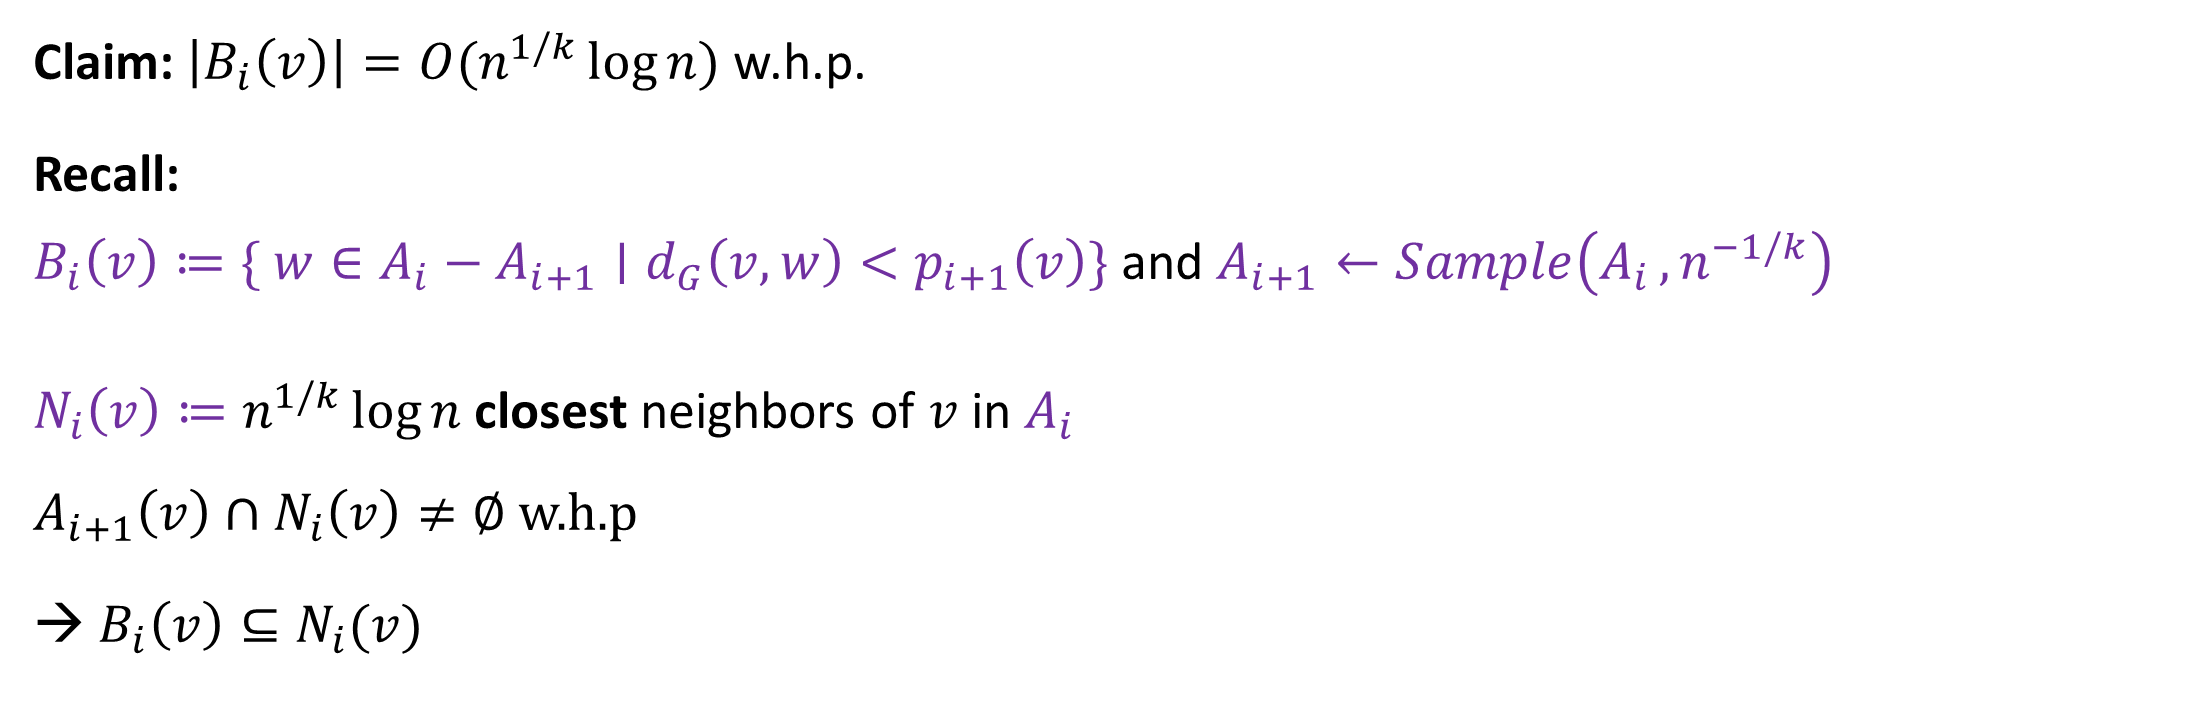 Claim: |B_i(v)| = O(n^{1/k} log n) w.h.p.
Recall:
B_i(v) := { w ∈ A_i − A_{i+1} | d_G(v, w) < p_{i+1}(v)} and A_{i+1} ← Sample(A_i , n^{−1/k})
N_i(v) := n^{1/k} log n closest neighbors of v in A_i
A_{i+1}(v) ∩ N_i(v) ≠ ∅ w.h.p
→ B_i(v) ⊆ N_i(v)